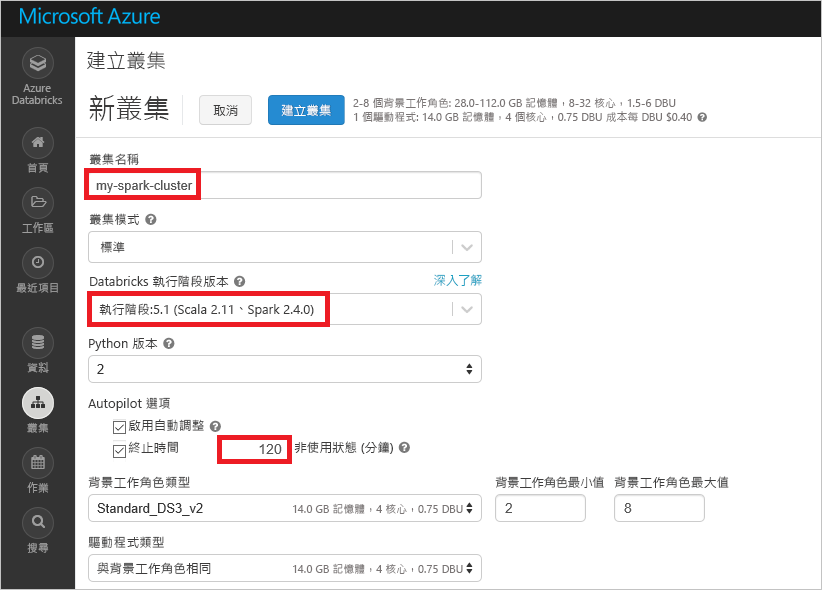 Microsoft Azure
Azure
Databricks
首頁
工作區
最近項目
資料
叢集
作業
搜尋
建立叢集
新叢集
取消
建立叢集
2-8 個背景工作角色: 28.0-112.0 GB 記憶體，8-32 核心，1.5-6 DBU
1 個驅動程式: 14.0 GB 記憶體，4 個核心，0.75 DBU 成本每 DBU $0.40 ?
叢集名稱
my-spark-cluster
叢集模式 ?
標準
Databricks 執行階段版本 ? 深入了解
執行階段:5.1 (Scala 2.11、Spark 2.4.0)
Python 版本 ?
2
Autopilot 選項
啟用自動調整 ?
終止時間 120 非使用狀態 (分鐘) ?
背景工作角色類型 背景工作角色最小值 背景工作角色最大值
Standard_DS3_v2 14.0 GB 記憶體，4 核心，0.75 DBU 2 8
驅動程式類型
與背景工作角色相同 14.0 GB 記憶體，4 核心，0.75 DBU